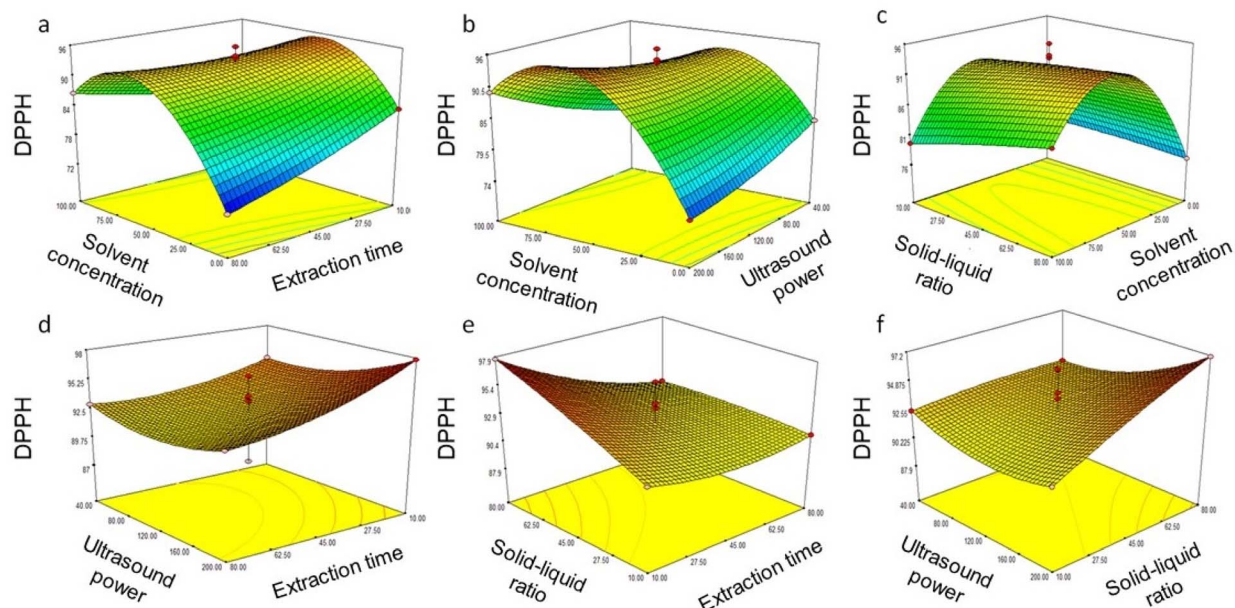 a
96
90
84
78
72
DPPH
100.00
75.00
50.00
25.00
0.00
Solvent
concentration
80.00
62.50
45.00
27.50
10.00
Extraction time
b
96
90.5
85
79.5
74
DPPH
100.00
75.00
50.00
25.00
0.00
Solvent
concentration
200.00
160.00
120.00
80.00
40.00
Ultrasound
power
c
96
91
86
81
76
DPPH
10.00
27.50
45.00
62.50
80.00
Solid-liquid
ratio
100.00
75.00
50.00
25.00
0.00
Solvent
concentration
d
98
95.25
92.5
89.75
87
DPPH
40.00
80.00
120.00
160.00
200.00
Ultrasound
power
80.00
62.50
45.00
27.50
10.00
Extraction time
e
97.9
95.4
92.9
90.4
87.9
DPPH
80.00
62.50
45.00
27.50
10.00
Solid-liquid
ratio
10.00
27.50
45.00
62.50
80.00
Extraction time
f
97.2
94.875
92.55
90.225
87.9
DPPH
40.00
80.00
120.00
160.00
200.00
Ultrasound
power
10.00
27.50
45.00
62.50
80.00
Solid-liquid
ratio